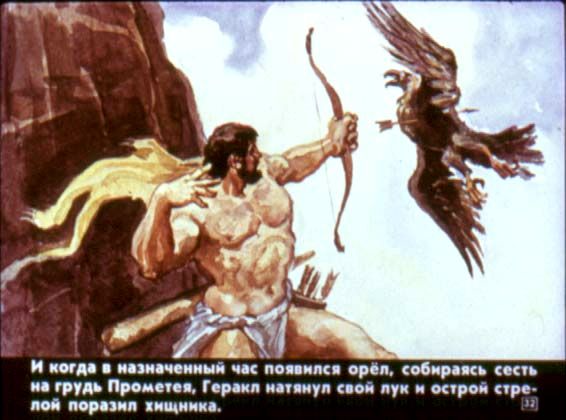 И когда в назначенный час появился орёл, собираясь сесть
на грудь Прометея, Геракл натянул свой лук и острой стре-
лой поразил хищника.
32